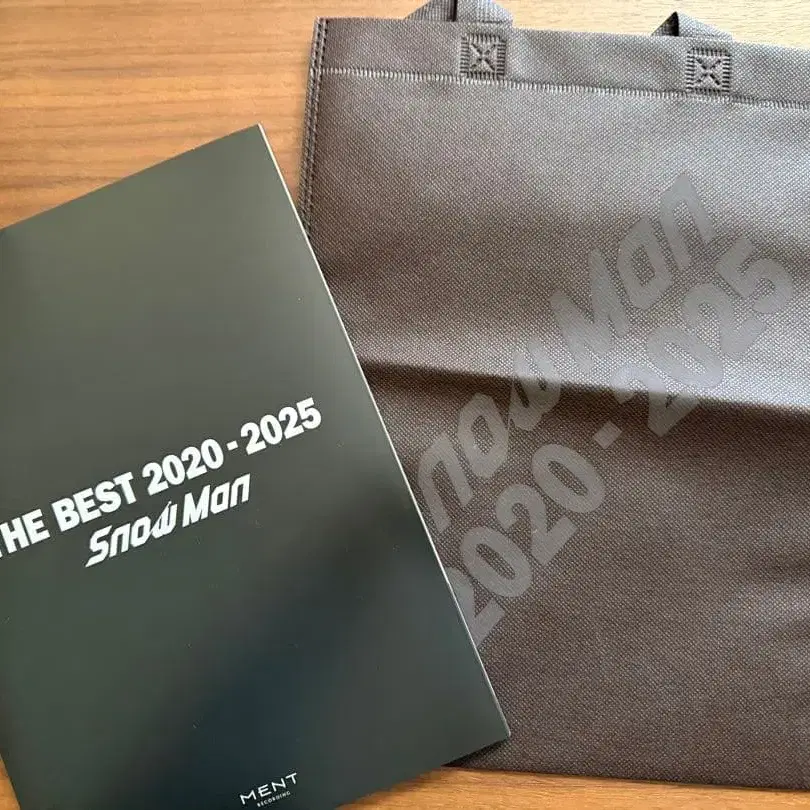 THE BEST 2020-2025
Snow Man
MENT
RECORDING
Snow Man
2020-2025